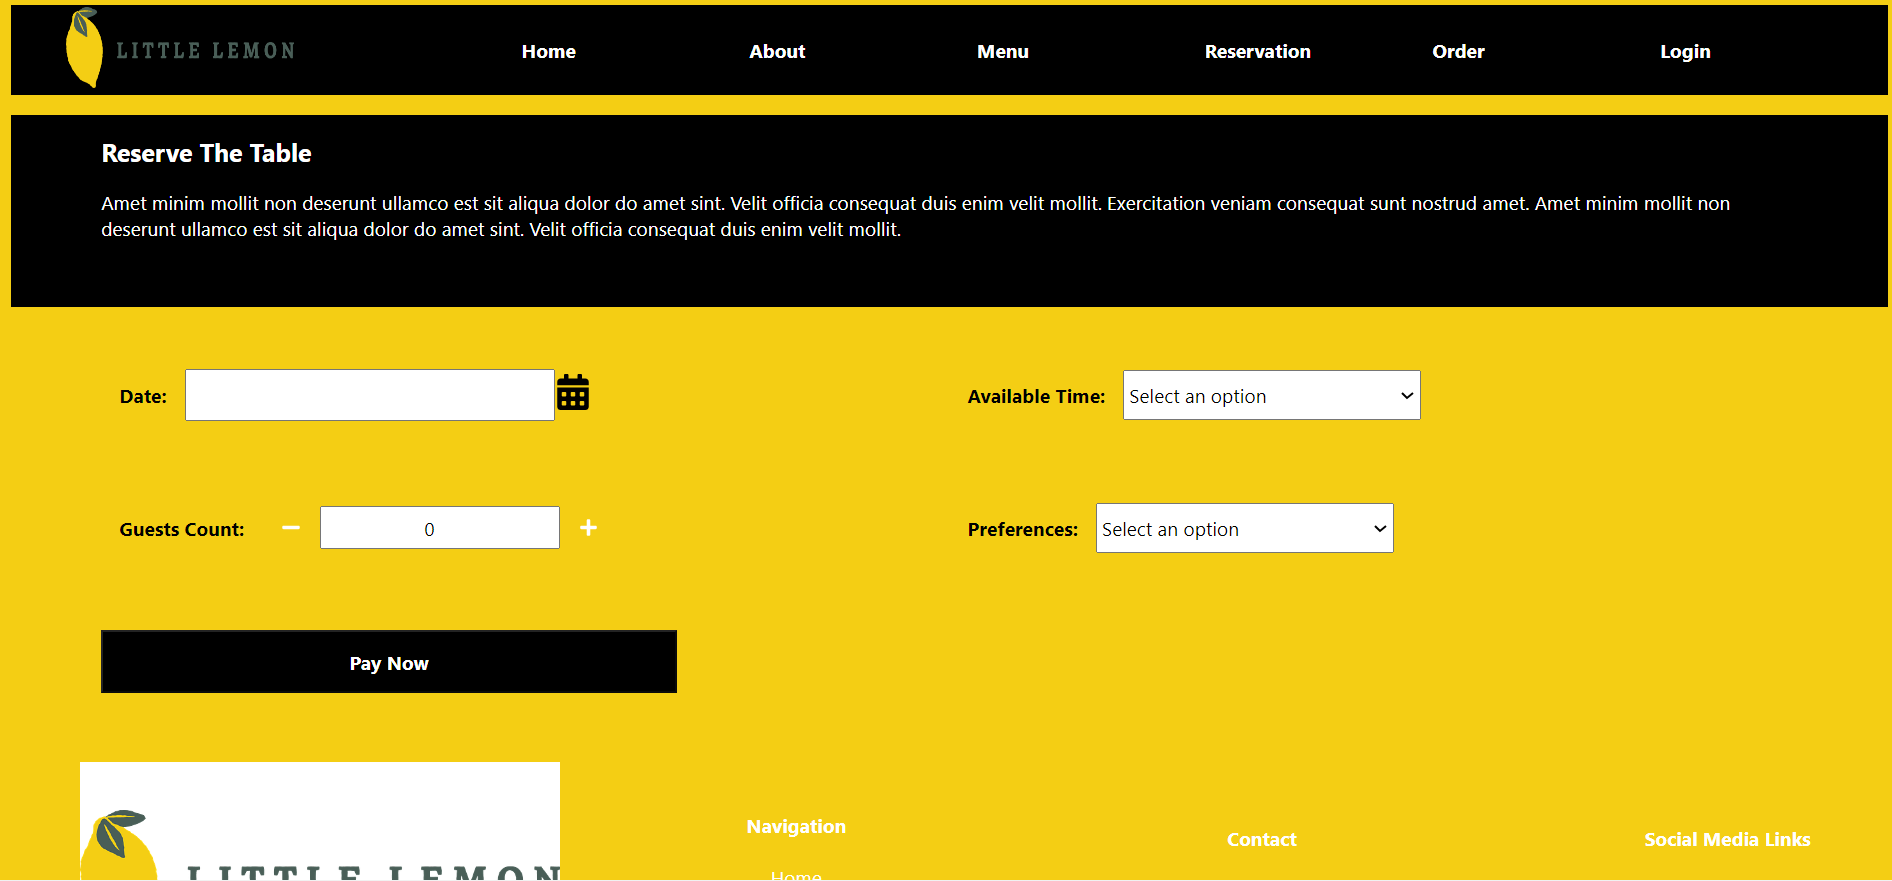 LITTLE LEMON
Home About Menu Reservation Order Login
Reserve The Table
Amet minim mollit non deserunt ullamco est sit aliqua dolor do amet sint. Velit officia consequat duis enim velit mollit. Exercitation veniam consequat sunt nostrud amet. Amet minim mollit non
deserunt ullamco est sit aliqua dolor do amet sint. Velit officia consequat duis enim velit mollit.
Date:
Available Time: Select an option
Guests Count: − 0 +
Preferences: Select an option
Pay Now
LITTLE LEMON
Navigation
Home
Contact
Social Media Links